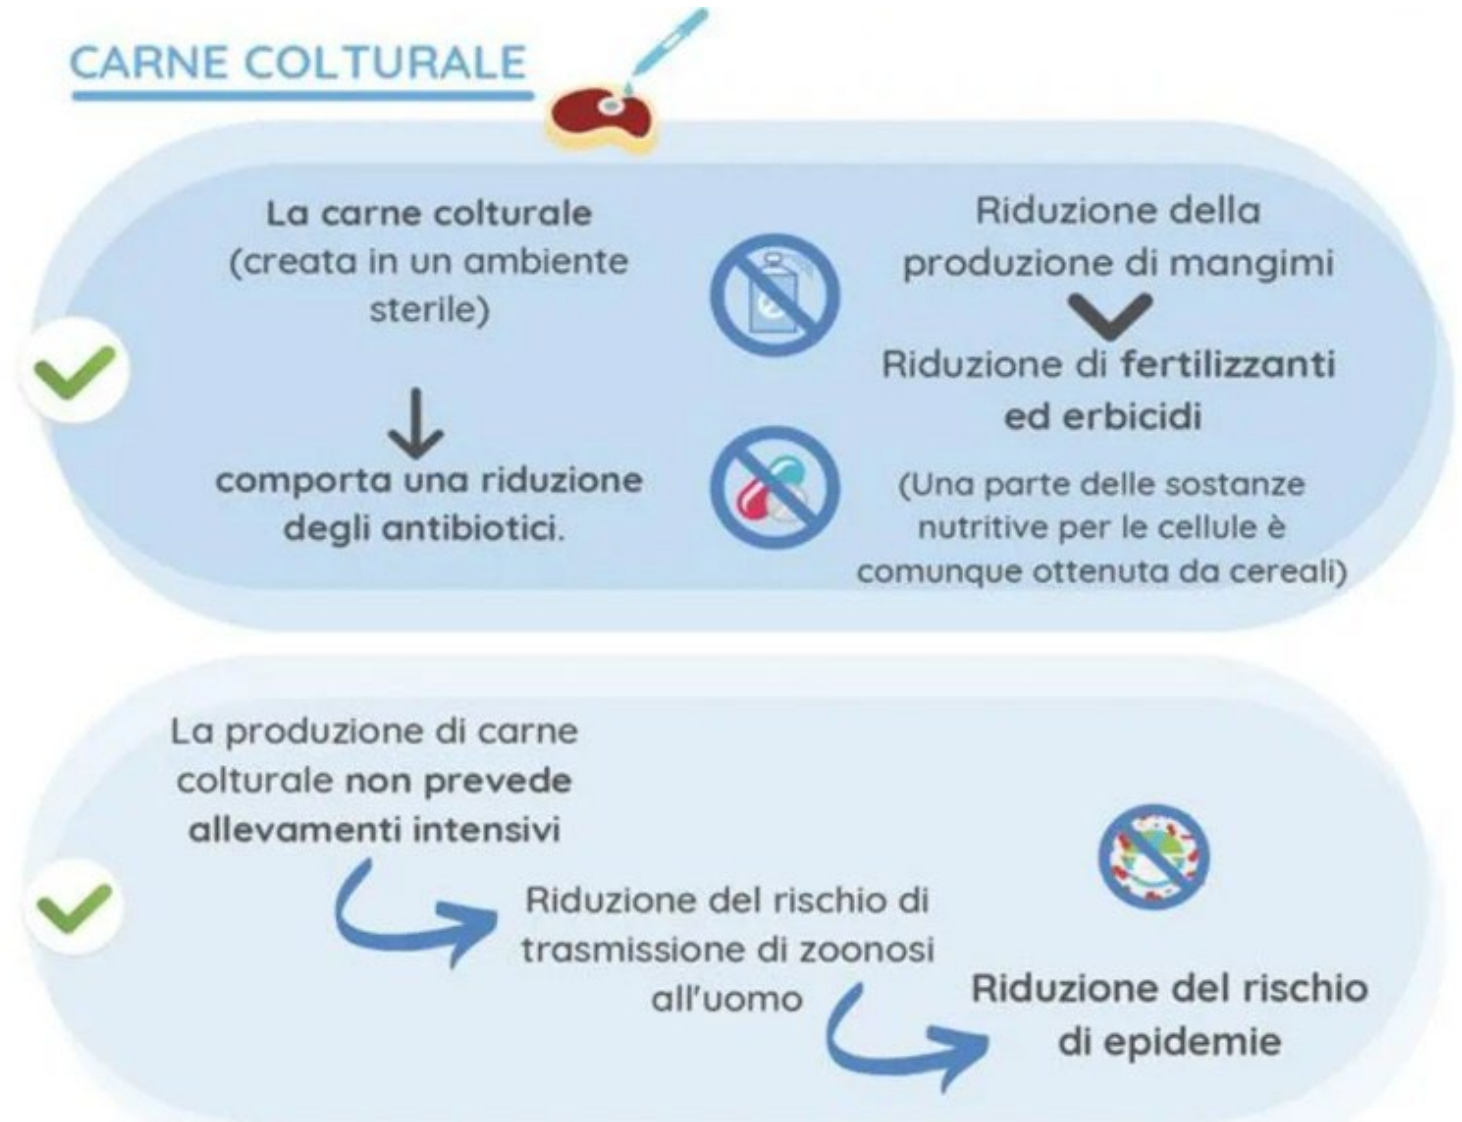 CARNE COLTURALE
La carne colturale
(creata in un ambiente
sterile)
comporta una riduzione
degli antibiotici.
Riduzione della
produzione di mangimi
Riduzione di fertilizzanti
ed erbicidi
(Una parte delle sostanze
nutritive per le cellule è
comunque ottenuta da cereali)
La produzione di carne
colturale non prevede
allevamenti intensivi
Riduzione del rischio di
trasmissione di zoonosi
all'uomo
Riduzione del rischio
di epidemie